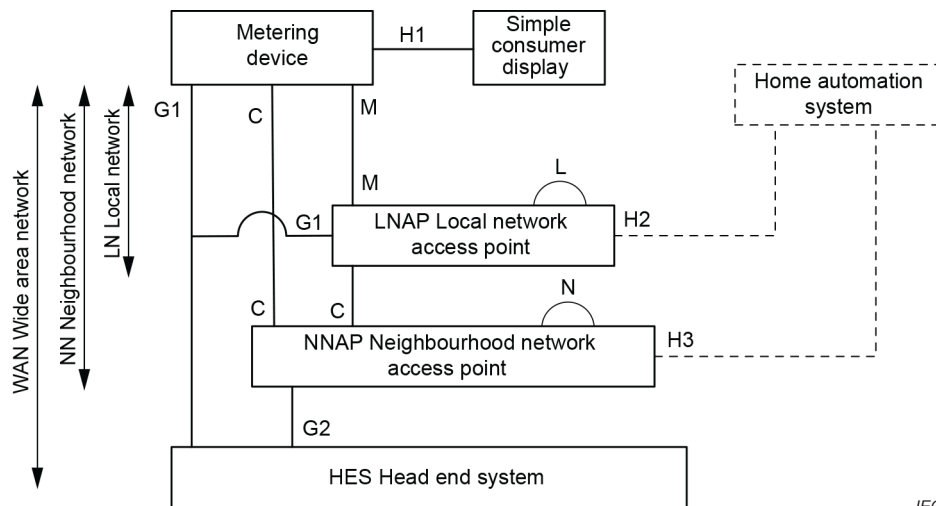 Metering
device
H1
Simple
consumer
display
Home automation
system
G1
C
M
WAN Wide area network
NN Neighbourhood network
LN Local network
M
L
G1
LNAP Local network
access point
H2
C
C
N
NNAP Neighbourhood network
access point
H3
G2
HES Head end system